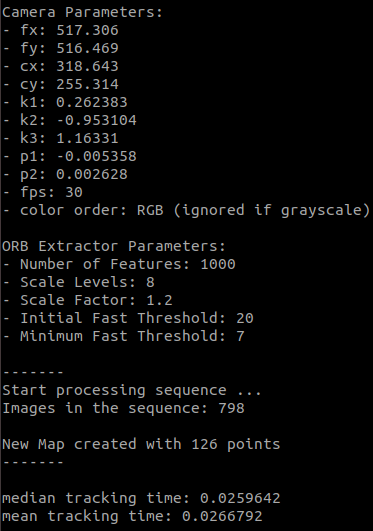 Camera Parameters:
- fx: 517.306
- fy: 516.469
- cx: 318.643
- cy: 255.314
- k1: 0.262383
- k2: -0.953104
- k3: 1.16331
- p1: -0.005358
- p2: 0.002628
- fps: 30
- color order: RGB (ignored if grayscale)

ORB Extractor Parameters:
- Number of Features: 1000
- Scale Levels: 8
- Scale Factor: 1.2
- Initial Fast Threshold: 20
- Minimum Fast Threshold: 7

-------
Start processing sequence ...
Images in the sequence: 798

New Map created with 126 points
-------

median tracking time: 0.0259642
mean tracking time: 0.0266792